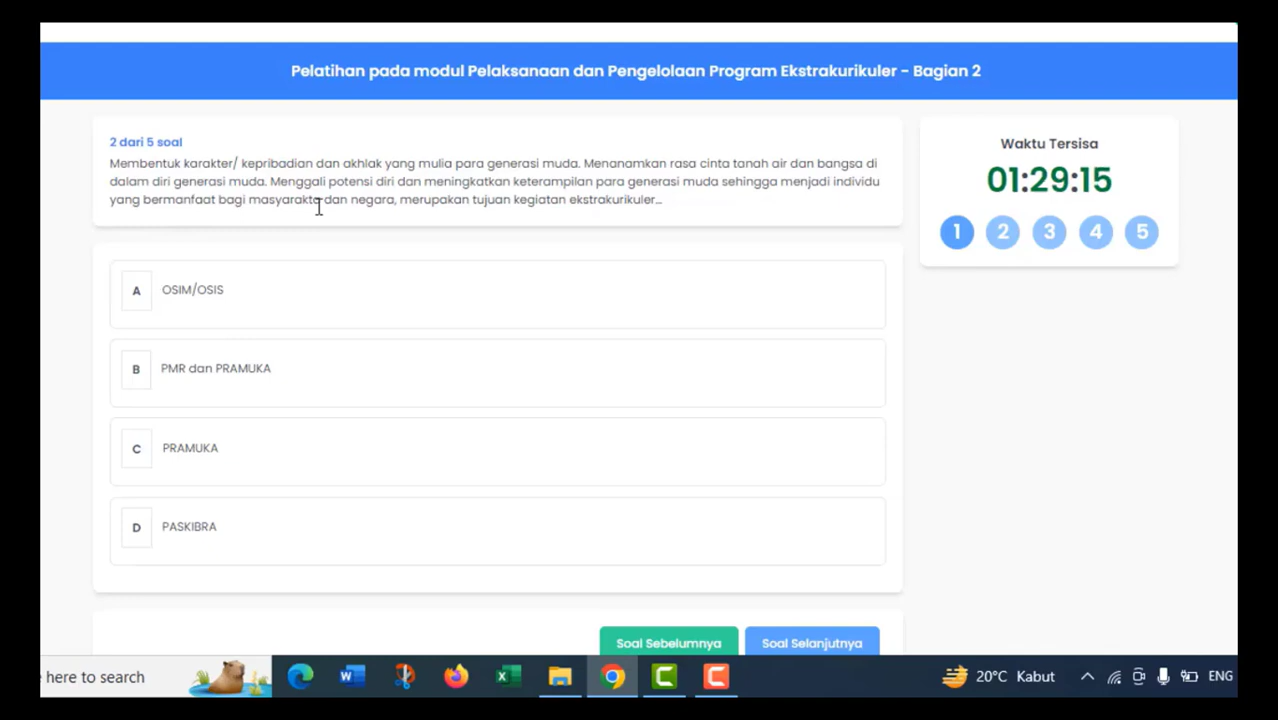 Pelatihan pada modul Pelaksanaan dan Pengelolaan Program Ekstrakurikuler - Bagian 2
2 dari 5 soal
Membentuk karakter/ kepribadian dan akhlak yang mulia para generasi muda. Menanamkan rasa cinta tanah air dan bangsa di
dalam diri generasi muda. Menggali potensi diri dan meningkatkan keterampilan para generasi muda sehingga menjadi individu
yang bermanfaat bagi masyarakta dan negara, merupakan tujuan kegiatan ekstrakurikuler...
Waktu Tersisa
01:29:15
1 2 3 4 5
A OSIM/OSIS
B PMR dan PRAMUKA
C PRAMUKA
D PASKIBRA
Soal Sebelumnya Soal Selanjutnya
here to search
20°C Kabut ENG